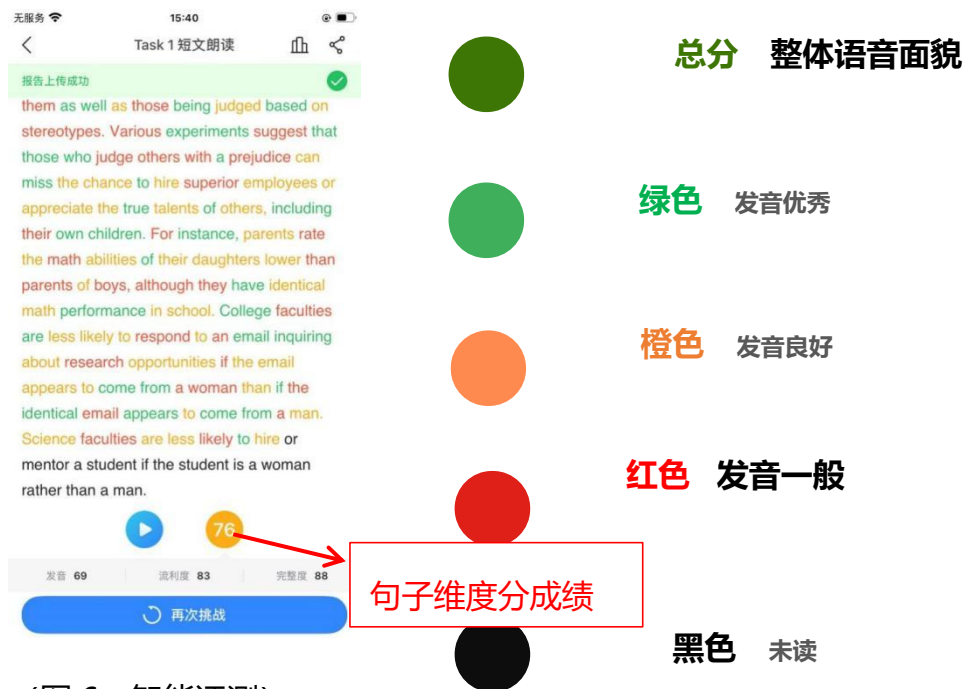 无服务 15:40
Task 1 短文朗读
报告上传成功
them as well as those being judged based on
stereotypes. Various experiments suggest that
those who judge others with a prejudice can
miss the chance to hire superior employees or
appreciate the true talents of others, including
their own children. For instance, parents rate
the math abilities of their daughters lower than
parents of boys, although they have identical
math performance in school. College faculties
are less likely to respond to an email inquiring
about research opportunities if the email
appears to come from a woman than if the
identical email appears to come from a man.
Science faculties are less likely to hire or
mentor a student if the student is a woman
rather than a man.
76
发音 69 流利度 83 完整度 88
再次挑战
总分 整体语音面貌
绿色 发音优秀
橙色 发音良好
红色 发音一般
句子维度分成绩
黑色 未读